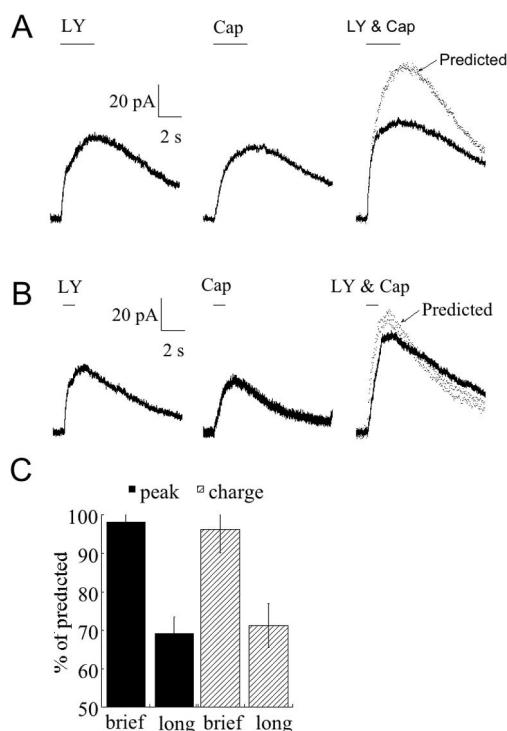 A
LY
Cap
LY & Cap
Predicted
20 pA
2 s
B
LY
Cap
LY & Cap
Predicted
20 pA
2 s
C
peak
charge
% of predicted
100
90
80
70
60
50
brief
long
brief
long